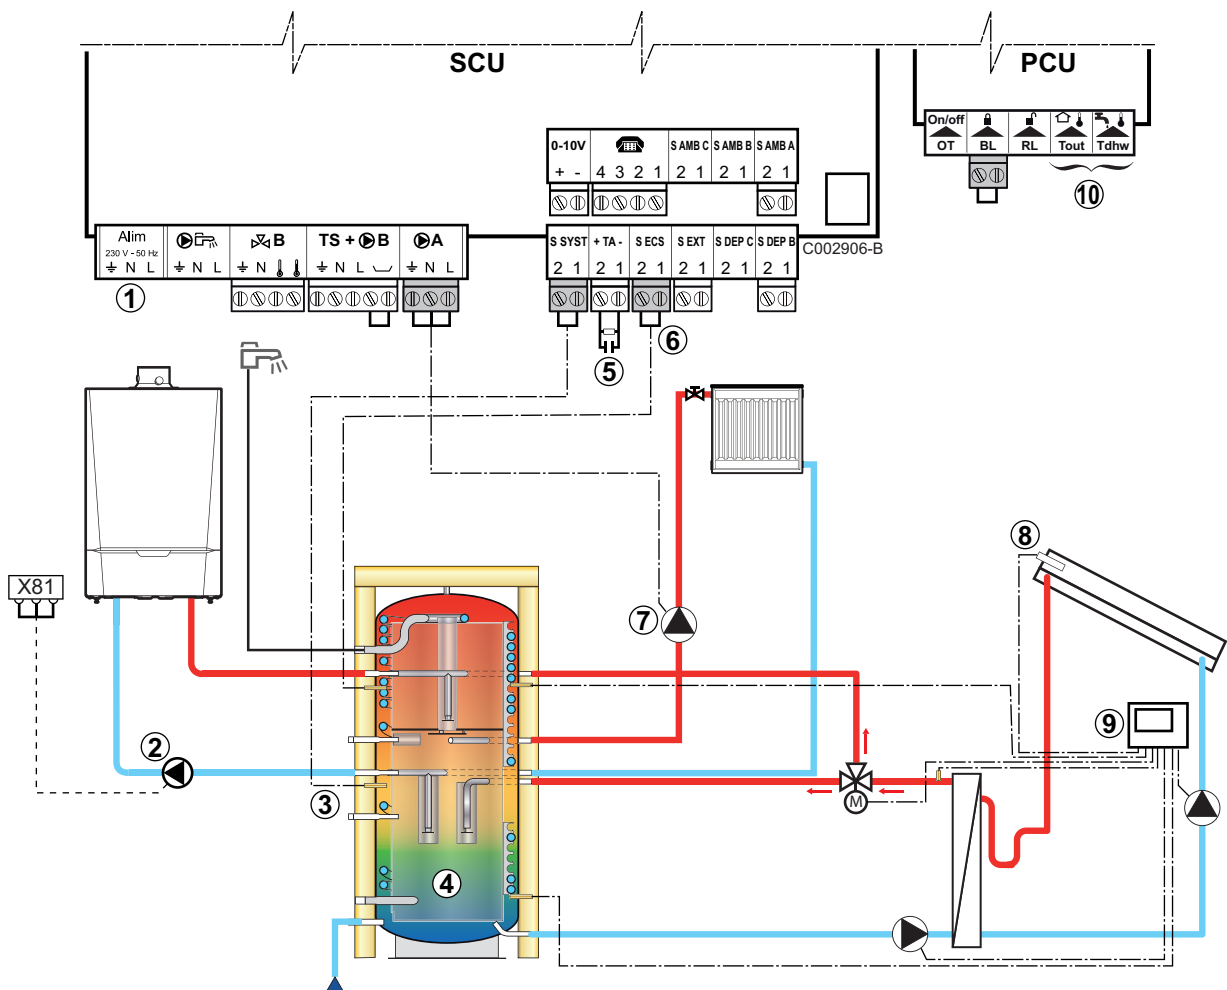 SCU PCU
On/off
OT BL RL Tout Tdhw
10
0-10V S AMB C S AMB B S AMB A
+ - 4 3 2 1 2 1 2 1 2 1
C002906-B
Alim B TS + B A
230 V - 50 Hz
N L N L N N L N L
S SYST + TA - S ECS S EXT S DEP C S DEP B
2 1 2 1 2 1 2 1 2 1 2 1
1
6
5
8
X81
7
9
2
3
M
4